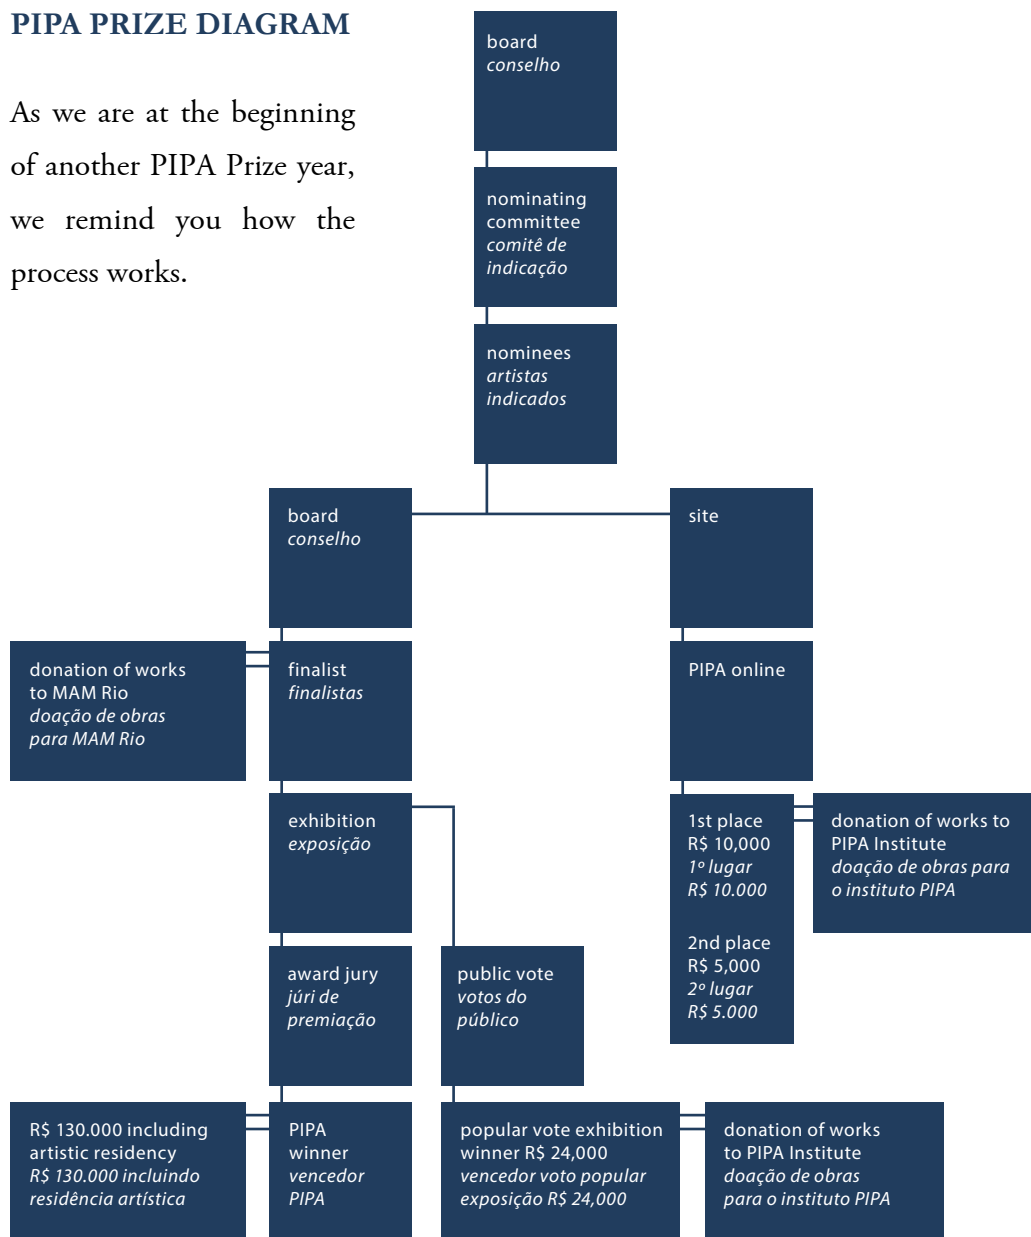 PIPA PRIZE DIAGRAM
As we are at the beginning
of another PIPA Prize year,
we remind you how the
process works.
board
conselho
nominating
committee
comitê de
indicação
nominees
artistas
indicados
board
conselho
site
donation of works
to MAM Rio
doação de obras
para MAM Rio
finalist
finalistas
PIPA online
exhibition
exposição
1st place
R$ 10,000
1º lugar
R$ 10.000
2nd place
R$ 5,000
2º lugar
R$ 5.000
donation of works to
PIPA Institute
doação de obras para
o instituto PIPA
award jury
júri de
premiação
public vote
votos do
público
R$ 130.000 including
artistic residency
R$ 130.000 incluindo
residência artística
PIPA
winner
vencedor
PIPA
popular vote exhibition
winner R$ 24,000
vencedor voto popular
exposição R$ 24,000
donation of works
to PIPA Institute
doação de obras
para o instituto PIPA